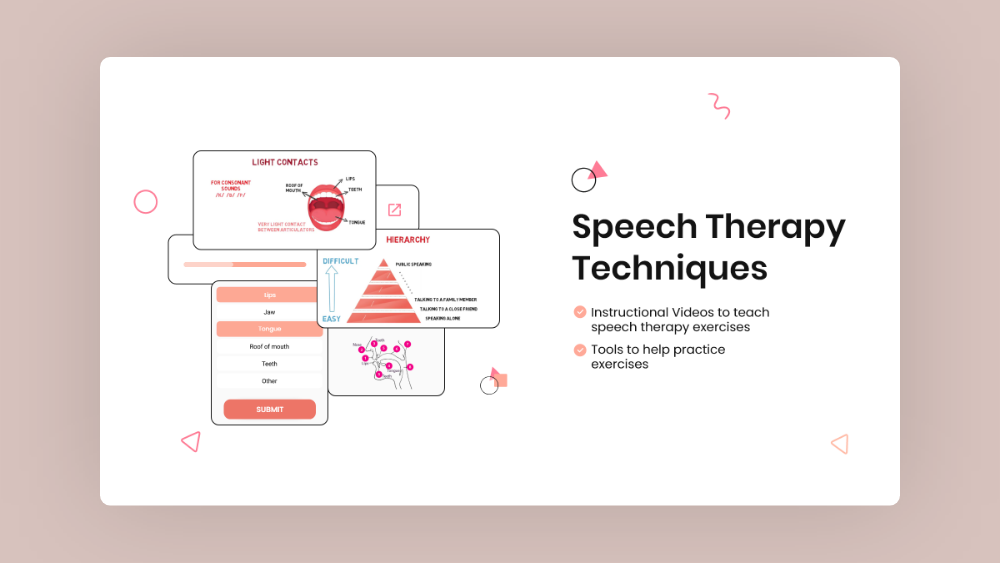 LIGHT CONTACTS
FOR CONSONANT
SOUNDS
ROOF OF
MOUTH
LIPS
TEETH
TONGUE
VERY LIGHT CONTACT
BETWEEN ARTICULATORS
HIERARCHY
DIFFICULT
EASY
PUBLIC SPEAKING
TALKING TO A FAMILY MEMBER
TALKING TO A CLOSE FRIEND
SPEAKING ALONE
Lips
Jaw
Tongue
Roof of mouth
Teeth
Other
SUBMIT
Speech Therapy
Techniques
Instructional Videos to teach
speech therapy exercises
Tools to help practice
exercises